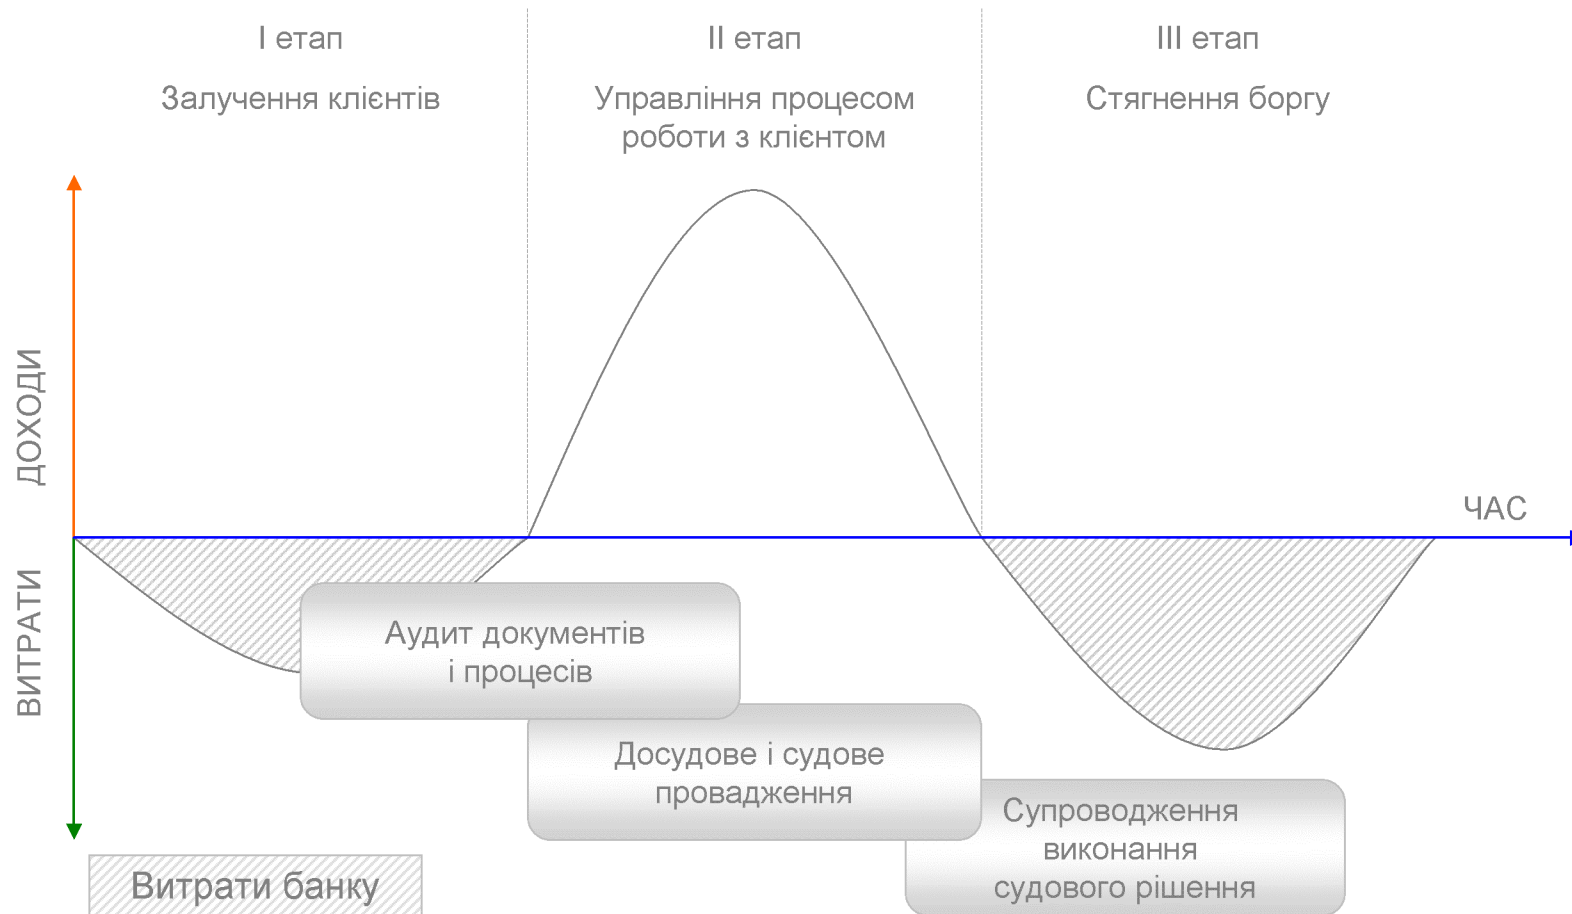 I етап
II етап
III етап
Залучення клієнтів
Управління процесом
роботи з клієнтом
Стягнення боргу
ДОХОДИ
ЧАС
ВИТРАТИ
Аудит документів
і процесів
Досудове і судове
провадження
Супроводження
виконання
судового рішення
Витрати банку